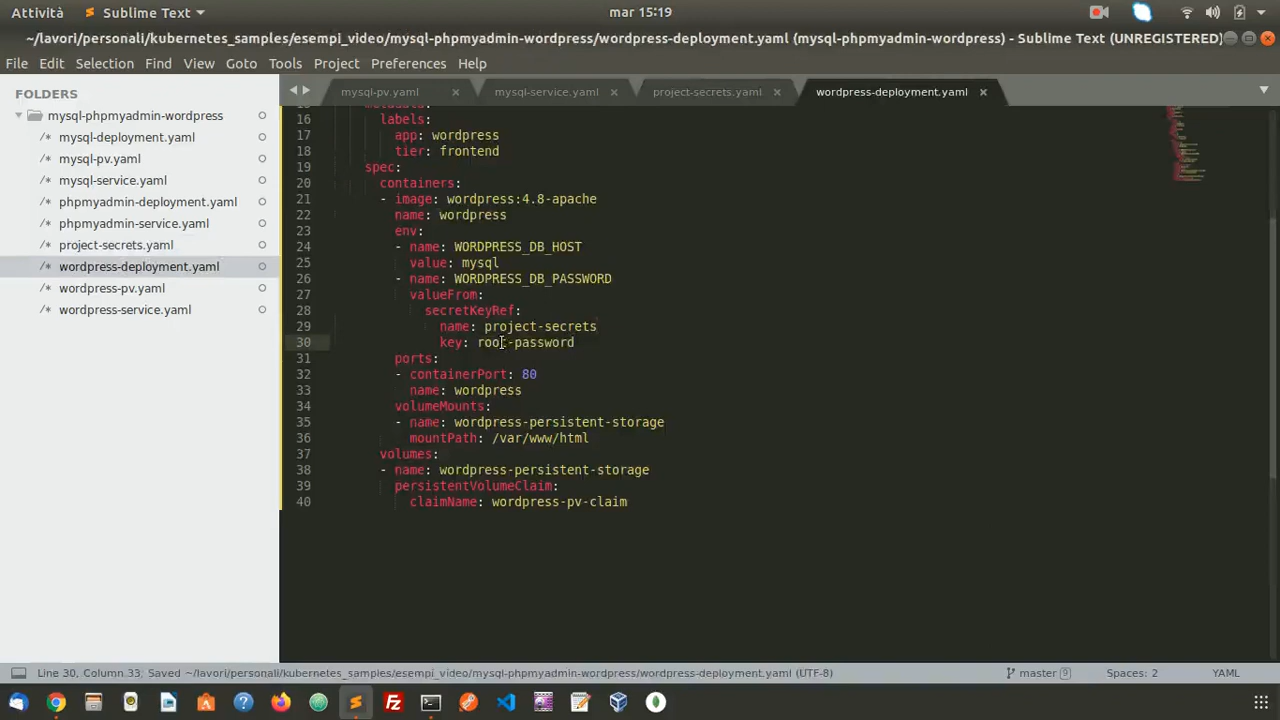 Attività
Sublime Text
mar 15:19
~/lavori/personali/kubernetes_samples/esempi_video/mysql-phpmyadmin-wordpress/wordpress-deployment.yaml (mysql-phpmyadmin-wordpress) - Sublime Text (UNREGISTERED)
File Edit Selection Find View Goto Tools Project Preferences Help
FOLDERS
mysql-phpmyadmin-wordpress
/* mysql-deployment.yaml
/* mysql-pv.yaml
/* mysql-service.yaml
/* phpmyadmin-deployment.yaml
/* phpmyadmin-service.yaml
/* project-secrets.yaml
/* wordpress-deployment.yaml
/* wordpress-pv.yaml
/* wordpress-service.yaml
mysql-pv.yaml × mysql-service.yaml × project-secrets.yaml × wordpress-deployment.yaml ×
15 metadata:
16 labels:
17 app: wordpress
18 tier: frontend
19 spec:
20 containers:
21 - image: wordpress:4.8-apache
22 name: wordpress
23 env:
24 - name: WORDPRESS_DB_HOST
25 value: mysql
26 - name: WORDPRESS_DB_PASSWORD
27 valueFrom:
28 secretKeyRef:
29 name: project-secrets
30 key: root-password
31 ports:
32 - containerPort: 80
33 name: wordpress
34 volumeMounts:
35 - name: wordpress-persistent-storage
36 mountPath: /var/www/html
37 volumes:
38 - name: wordpress-persistent-storage
39 persistentVolumeClaim:
40 claimName: wordpress-pv-claim
Line 30, Column 33; Saved ~/lavori/personali/kubernetes_samples/esempi_video/mysql-phpmyadmin-wordpress/wordpress-deployment.yaml (UTF-8)
master 9
Spaces: 2
YAML